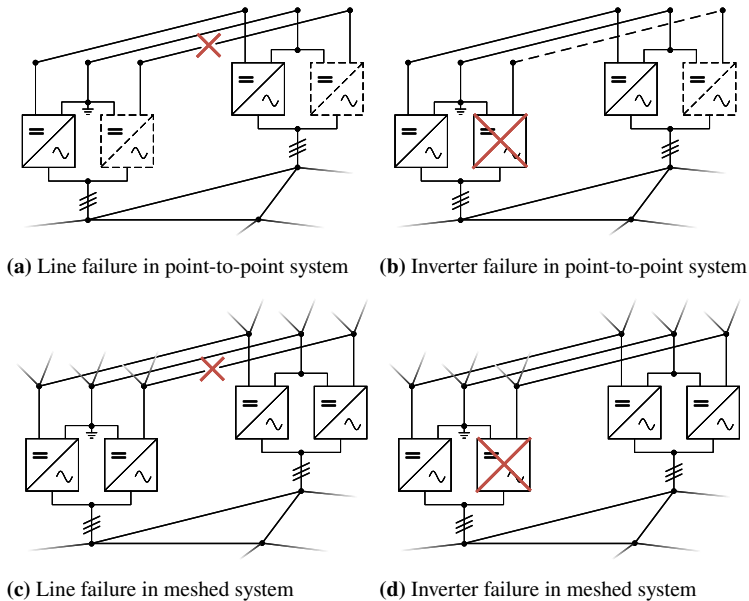 (a) Line failure in point-to-point system
(b) Inverter failure in point-to-point system
(c) Line failure in meshed system
(d) Inverter failure in meshed system